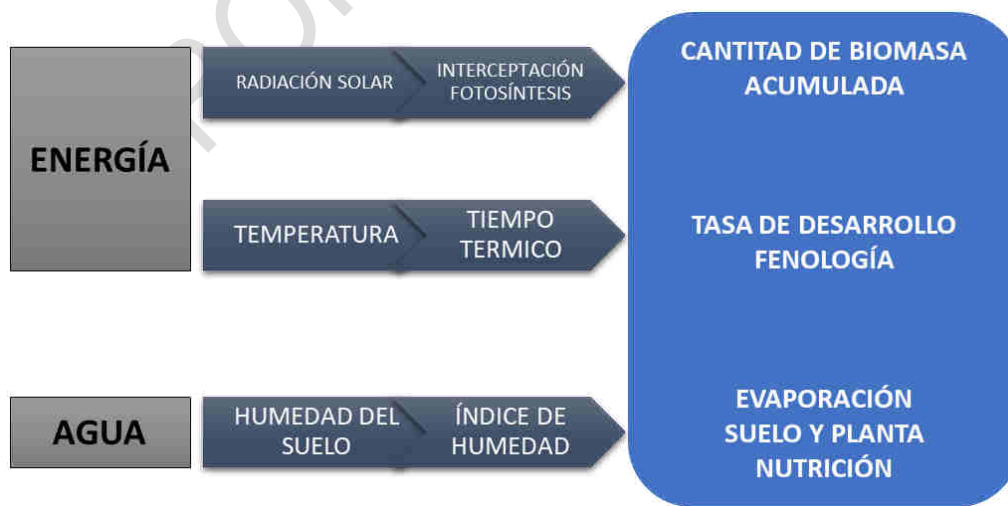 ENERGÍA
RADIACIÓN SOLAR
INTERCEPTACIÓN
FOTOSÍNTESIS
CANTITAD DE BIOMASA
ACUMULADA
TEMPERATURA
TIEMPO
TERMICO
TASA DE DESARROLLO
FENOLOGÍA
AGUA
HUMEDAD DEL
SUELO
ÍNDICE DE
HUMEDAD
EVAPORACIÓN
SUELO Y PLANTA
NUTRICIÓN